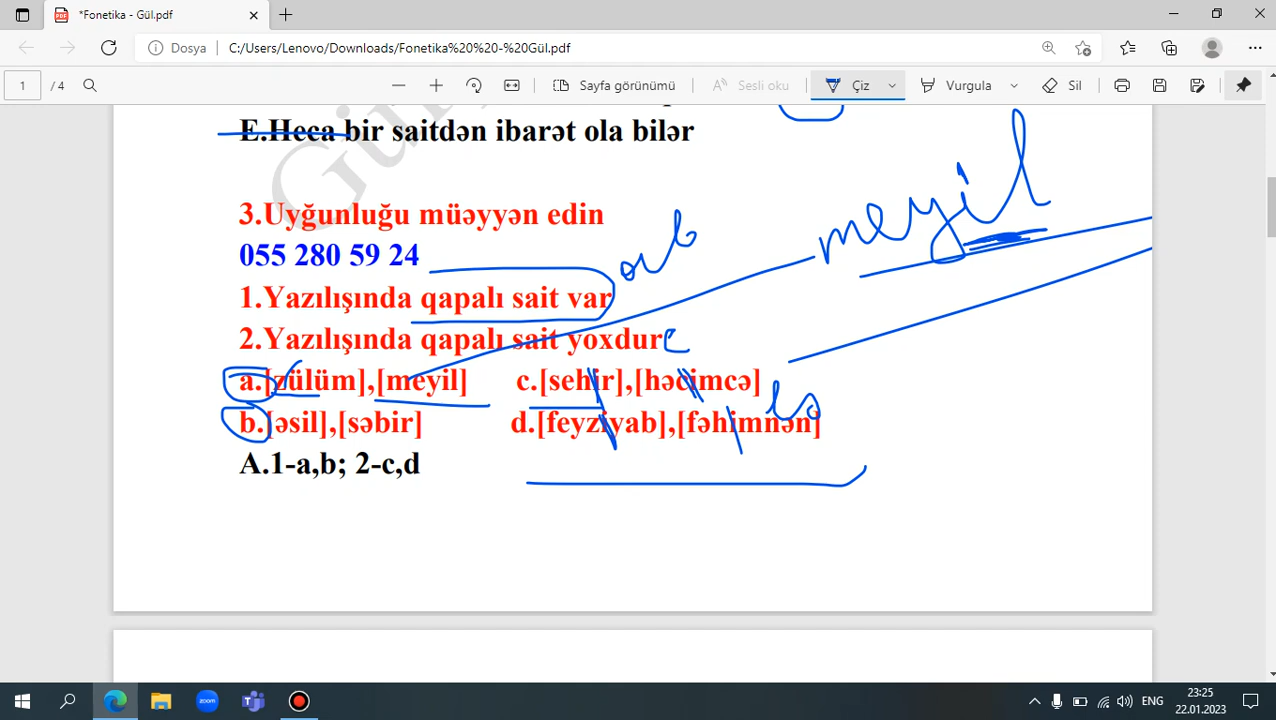 *Fonetika - Gül.pdf
Dosya C:/Users/Lenovo/Downloads/Fonetika%20%20-%20Gül.pdf
1 / 4 Sayfa görünümü Sesli oku Çiz Vurgula Sil
E.Heca bir saitdən ibarət ola bilər
meyil
3.Uyğunluğu müəyyən edin
055 280 59 24
1.Yazılışında qapalı sait var
2.Yazılışında qapalı sait yoxdur
a.[zülüm],[meyil] c.[sehir],[həcimcə]
b.[əsil],[səbir] d.[feyziyab],[fəhimnən]
A.1-a,b; 2-c,d
zoom ENG 23:25
22.01.2023